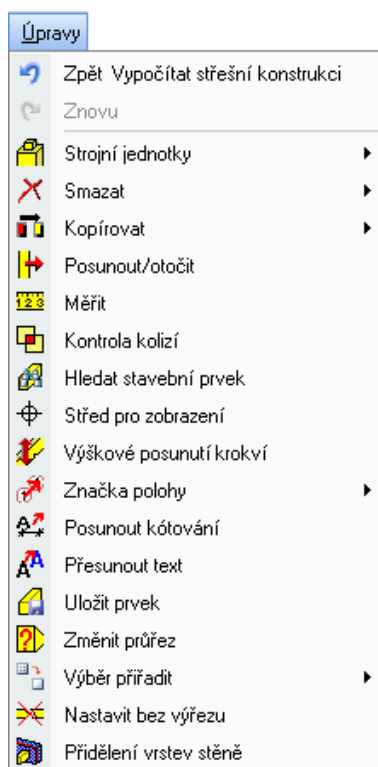 Úpravy
Zpět Vypočítat střešní konstrukci
Znovu
Strojní jednotky
Smazat
Kopírovat
Posunout/otočit
123
Měřit
Kontrola kolizí
Hledat stavební prvek
Střed pro zobrazení
Výškové posunutí krokví
Značka polohy
Posunout kótování
Přesunout text
Uložit prvek
Změnit průřez
Výběr přiřadit
Nastavit bez výřezu
Přidělení vrstev stěně